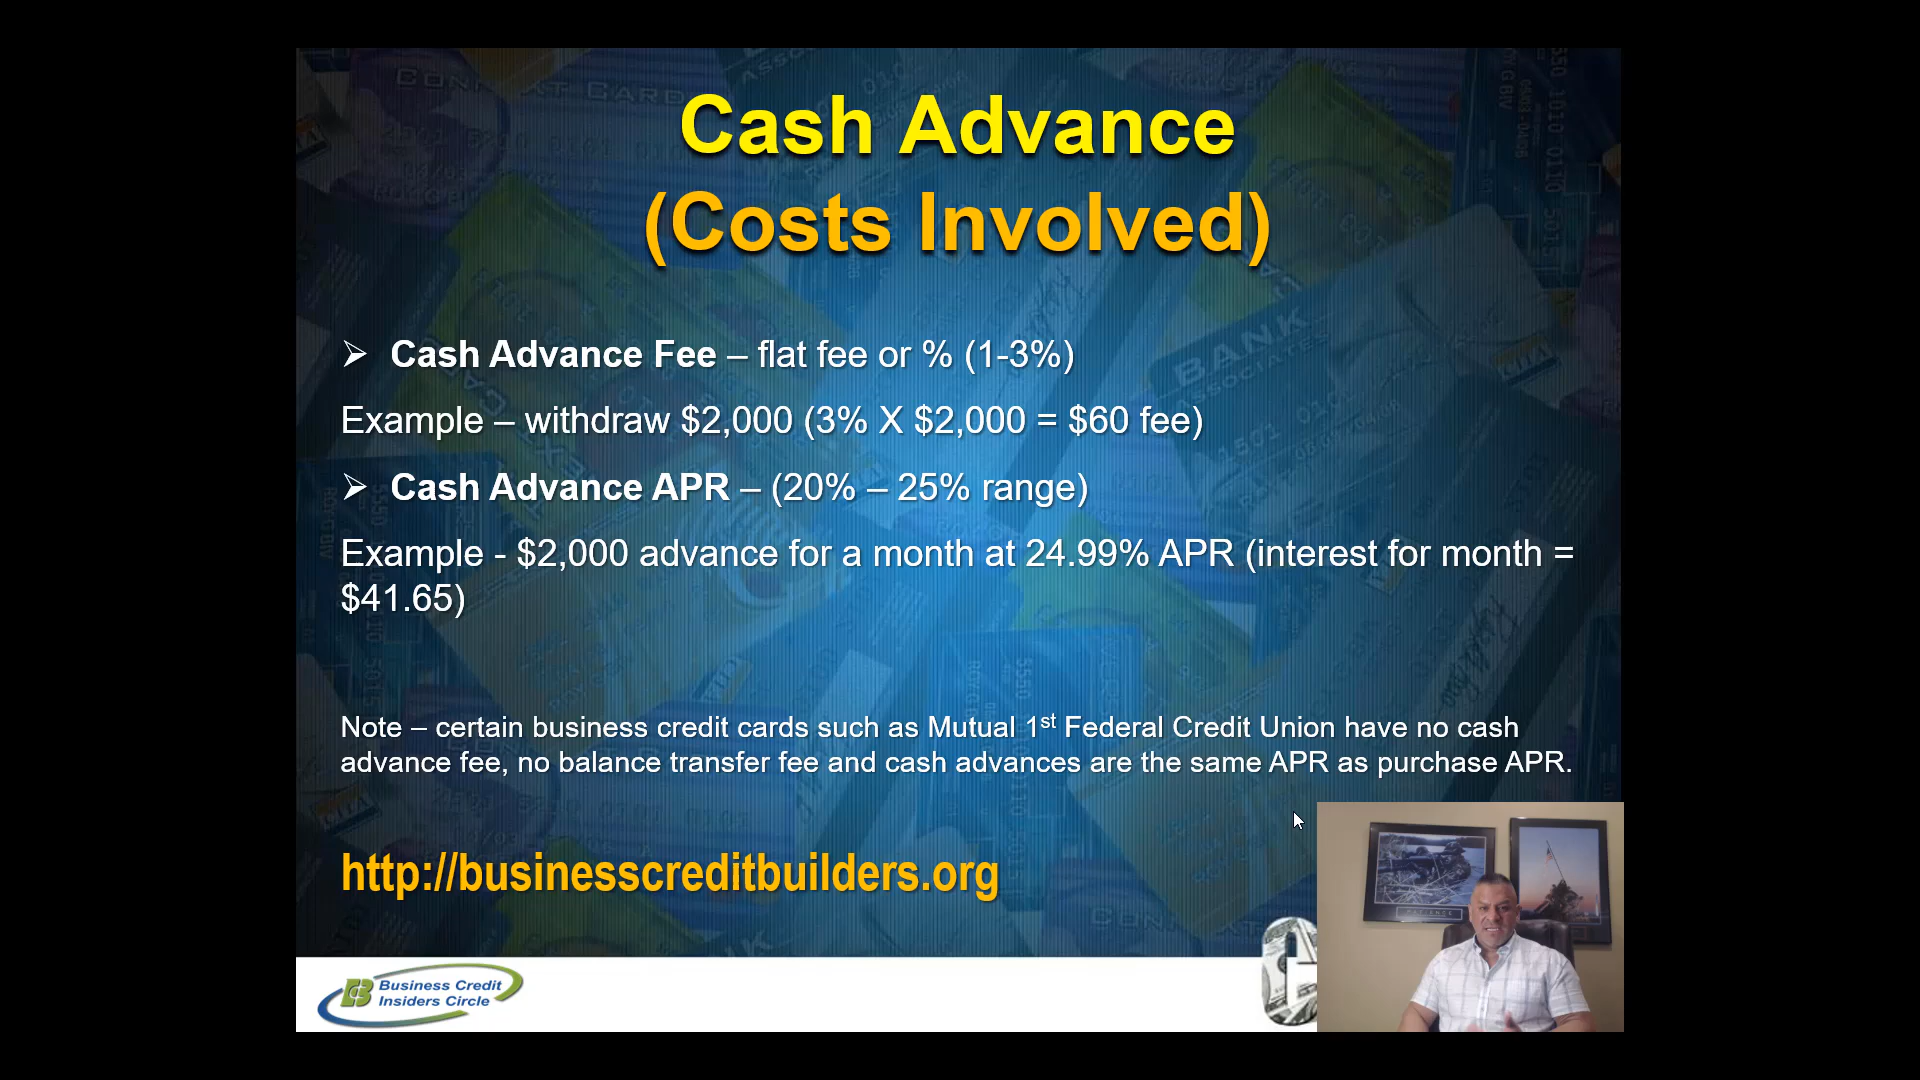 Cash Advance
(Costs Involved)
➢ Cash Advance Fee – flat fee or % (1-3%)
Example – withdraw $2,000 (3% X $2,000 = $60 fee)
➢ Cash Advance APR – (20% – 25% range)
Example - $2,000 advance for a month at 24.99% APR (interest for month =
$41.65)
Note – certain business credit cards such as Mutual 1st Federal Credit Union have no cash
advance fee, no balance transfer fee and cash advances are the same APR as purchase APR.
http://businesscreditbuilders.org
Business Credit
Insiders Circle
BANK